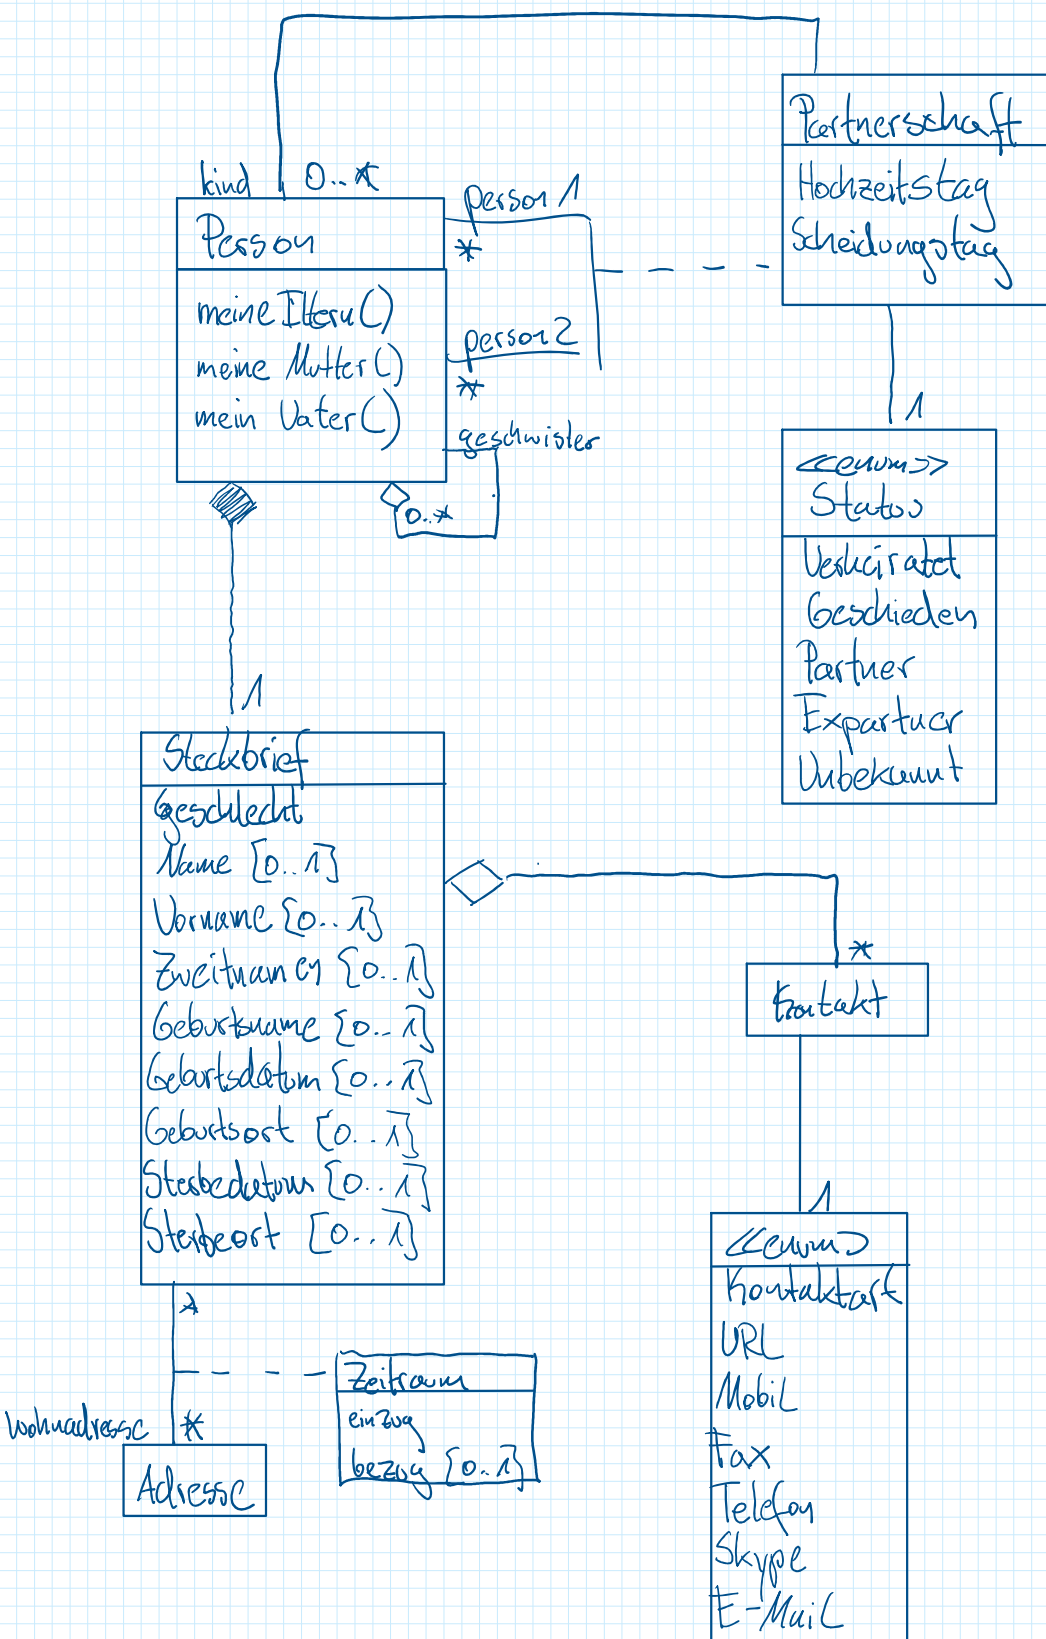 Partnerschaft
Hochzeitstag
Scheidungstag
kind 0..*
person 1
*
Person
meineEltern()
meine Mutter()
mein Vater()
person 2
*
geschwister
0..*
1
<<enum>>
Status
Verheiratet
Geschieden
Partner
Expartner
Unbekannt
1
Steckbrief
Geschlecht
Name [0..1]
Vorname [0..1]
Zweitnamen [0..1]
Geburtsname [0..1]
Geburtsdatum [0..1]
Geburtsort [0..1]
Sterbedatum [0..1]
Sterbeort [0..1]
*
Kontakt
1
<<enum>>
Kontaktart
URL
Mobil
Fax
Telefon
Skype
E-Mail
*
Zeitraum
einzug
bezug [0..1]
wohnadresse *
Adresse